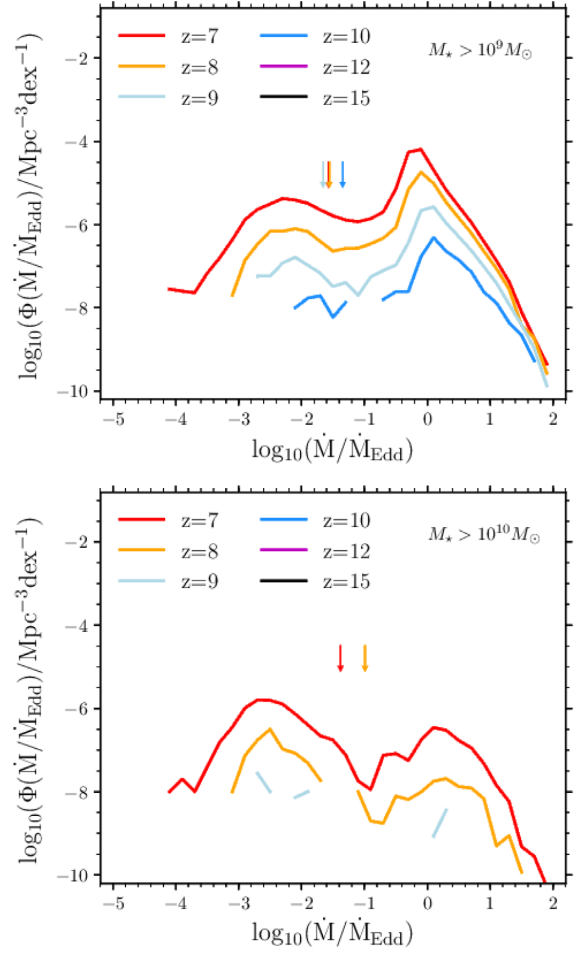 z=7 z=10 M⋆ > 10⁹M⊙
z=8 z=12
z=9 z=15
log₁₀(Φ(Ṁ/Ṁ_Edd)/Mpc⁻³dex⁻¹)
−2
−4
−6
−8
−10
−5 −4 −3 −2 −1 0 1 2
log₁₀(Ṁ/Ṁ_Edd)
z=7 z=10 M⋆ > 10¹⁰M⊙
z=8 z=12
z=9 z=15
log₁₀(Φ(Ṁ/Ṁ_Edd)/Mpc⁻³dex⁻¹)
−2
−4
−6
−8
−10
−5 −4 −3 −2 −1 0 1 2
log₁₀(Ṁ/Ṁ_Edd)